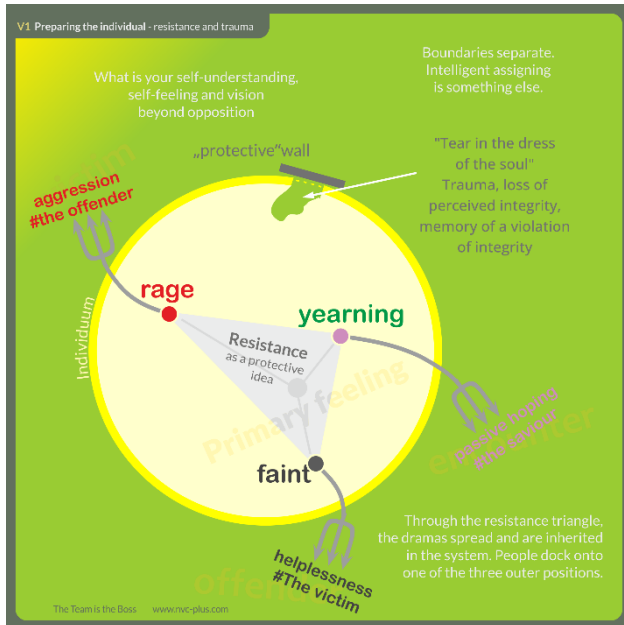 V1 Preparing the individual - resistance and trauma
What is your self-understanding,
self-feeling and vision
beyond opposition
Boundaries separate.
Intelligent assigning
is something else.
„protective“wall
"Tear in the dress
of the soul"
Trauma, loss of
perceived integrity,
memory of a violation
of integrity
aggression
#the offender
rage
yearning
Individuum
Resistance
as a protective
idea
Primary feeling
passive hoping
#the saviour
faint
helplessness
#The victim
Through the resistance triangle,
the dramas spread and are inherited
in the system. People dock onto
one of the three outer positions.
The Team is the Boss www.nvc-plus.com